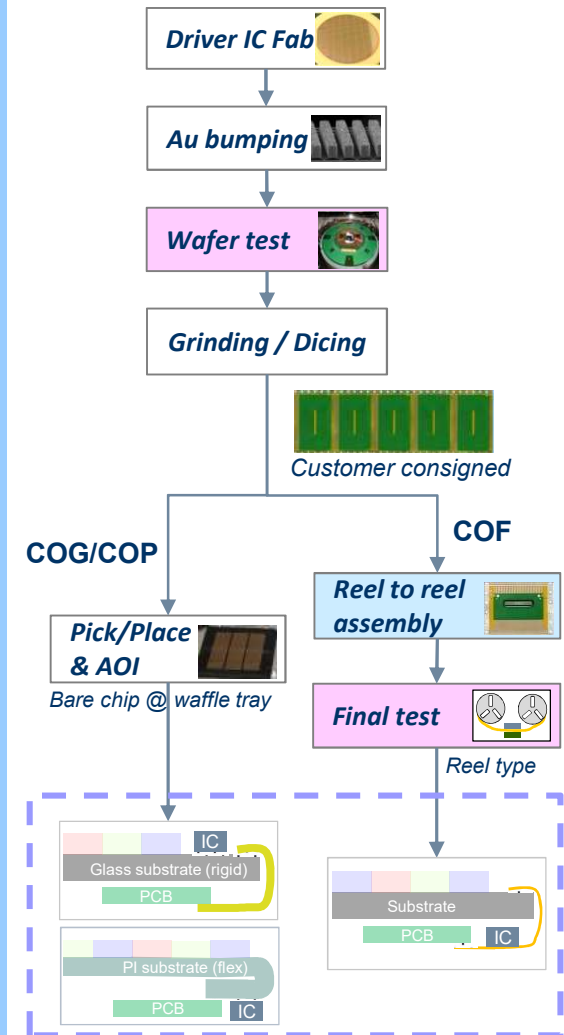 Driver IC Fab
Au bumping
Wafer test
Grinding / Dicing
Customer consigned
COG/COP
COF
Pick/Place
& AOI
Bare chip @ waffle tray
Reel to reel
assembly
Final test
Reel type
IC
Glass substrate (rigid)
PCB
PI substrate (flex)
PCB
IC
Substrate
PCB
IC